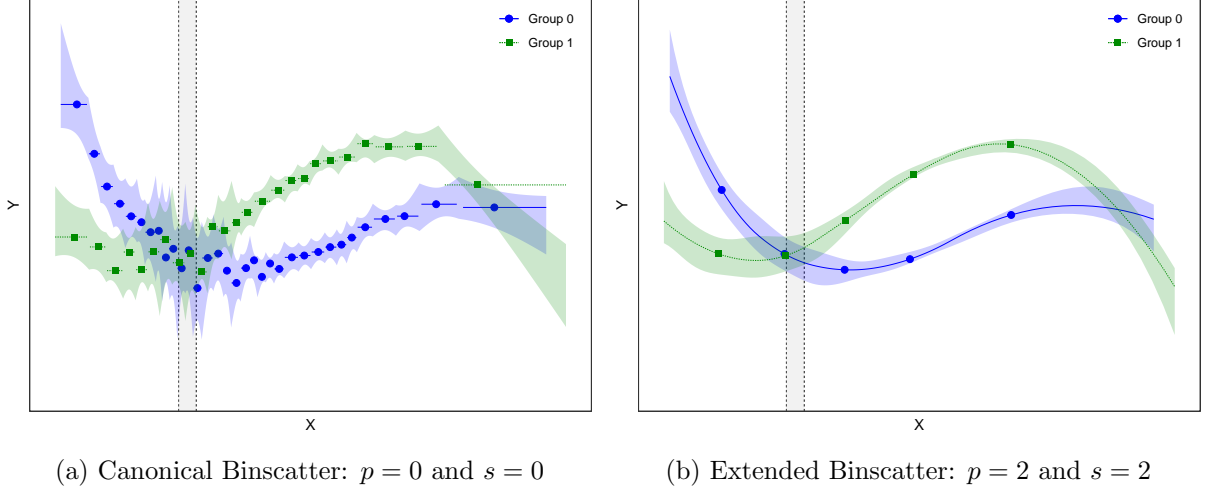 Group 0
Group 1
Y
X
(a) Canonical Binscatter: p = 0 and s = 0
Group 0
Group 1
Y
X
(b) Extended Binscatter: p = 2 and s = 2